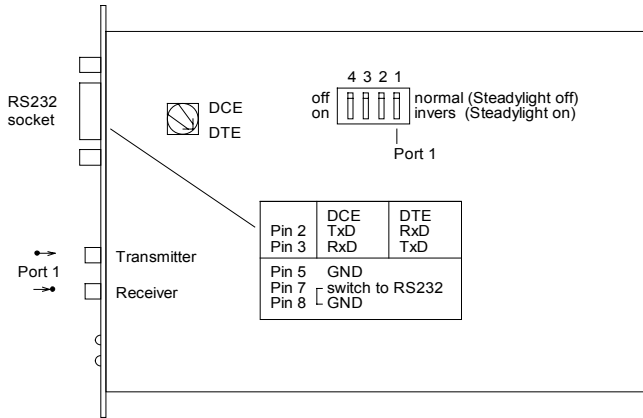 4 3 2 1
off normal (Steadylight off)
on invers (Steadylight on)
Port 1
RS232
socket
DCE
DTE
DCE DTE
Pin 2 TxD RxD
Pin 3 RxD TxD
Pin 5 GND
Pin 7 switch to RS232
Pin 8 GND
Transmitter
Port 1
Receiver